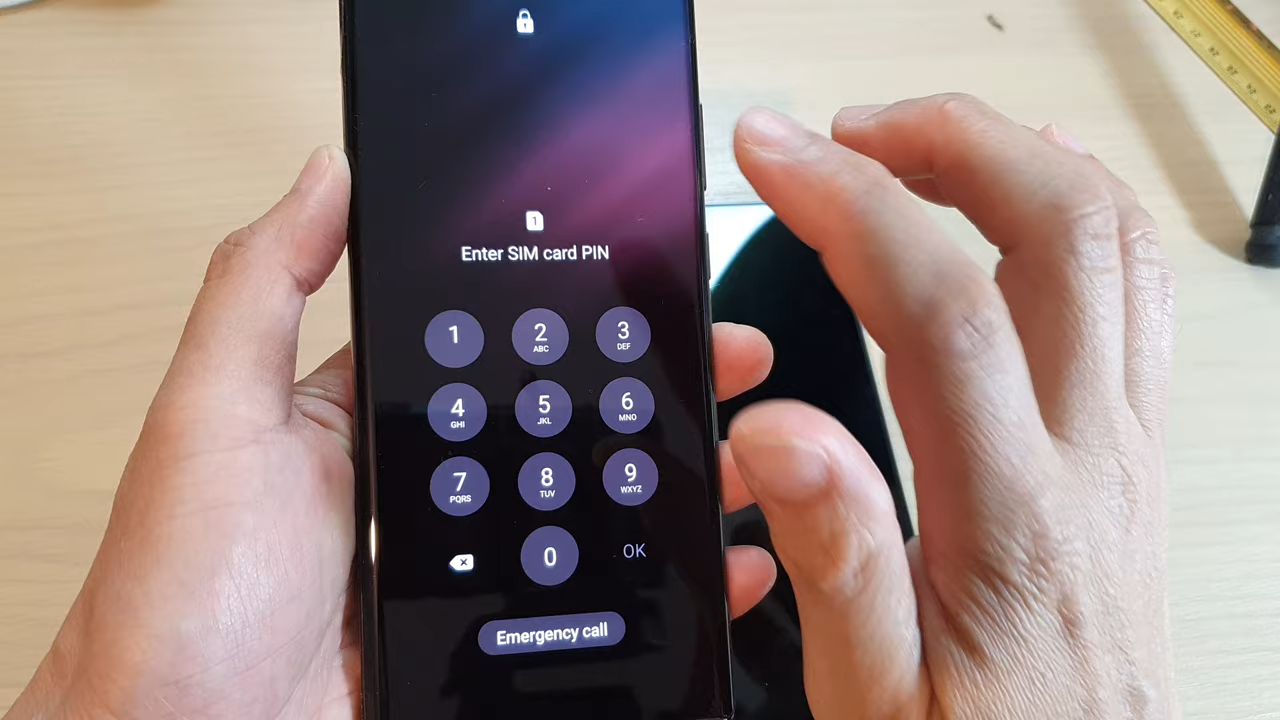 1
Enter SIM card PIN
1 2 3
ABC DEF
4 5 6
GHI JKL MNO
7 8 9
PQRS TUV WXYZ
0 OK
Emergency call